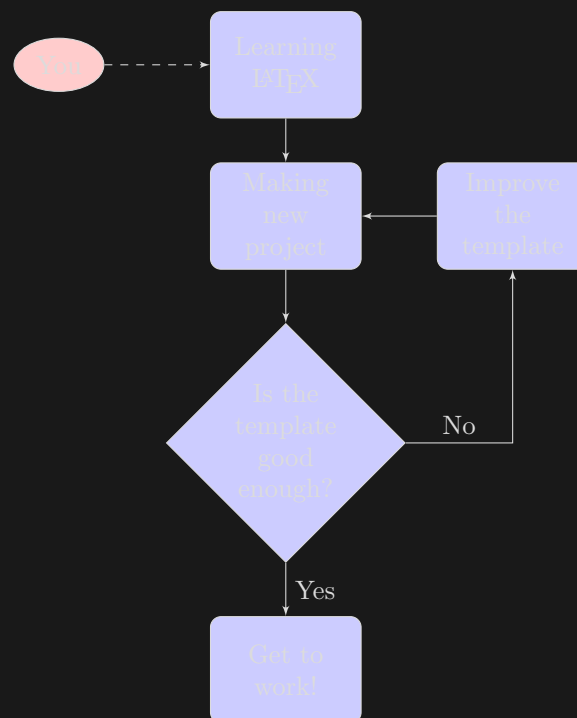 You
Learning
LATEX
Making
new
project
Improve
the
template
Is the
template
good
enough?
No
Yes
Get to
work!